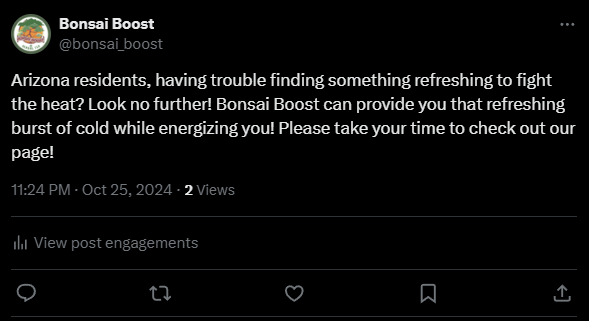 Bonsai Boost
@bonsai_boost
Arizona residents, having trouble finding something refreshing to fight
the heat? Look no further! Bonsai Boost can provide you that refreshing
burst of cold while energizing you! Please take your time to check out our
page!
11:24 PM · Oct 25, 2024 · 2 Views
View post engagements